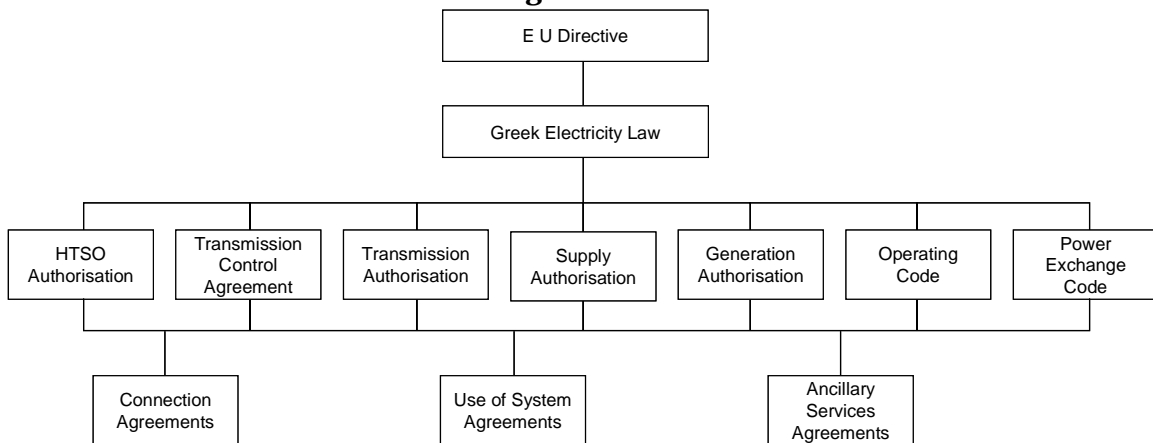 E U Directive
Greek Electricity Law
HTSO
Authorisation
Transmission
Control
Agreement
Transmission
Authorisation
Supply
Authorisation
Generation
Authorisation
Operating
Code
Power
Exchange
Code
Connection
Agreements
Use of System
Agreements
Ancillary
Services
Agreements